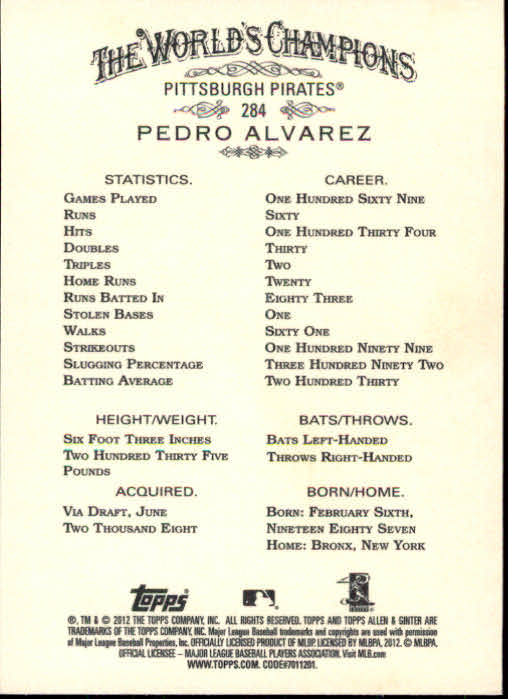 THE WORLD'S CHAMPIONS
PITTSBURGH PIRATES®
284
PEDRO ALVAREZ
STATISTICS. CAREER.
GAMES PLAYED ONE HUNDRED SIXTY NINE
RUNS SIXTY
HITS ONE HUNDRED THIRTY FOUR
DOUBLES THIRTY
TRIPLES TWO
HOME RUNS TWENTY
RUNS BATTED IN EIGHTY THREE
STOLEN BASES ONE
WALKS SIXTY ONE
STRIKEOUTS ONE HUNDRED NINETY NINE
SLUGGING PERCENTAGE THREE HUNDRED NINETY TWO
BATTING AVERAGE TWO HUNDRED THIRTY
HEIGHT/WEIGHT.
SIX FOOT THREE INCHES
TWO HUNDRED THIRTY FIVE
POUNDS
BATS/THROWS.
BATS LEFT-HANDED
THROWS RIGHT-HANDED
ACQUIRED.
VIA DRAFT, JUNE
TWO THOUSAND EIGHT
BORN/HOME.
BORN: FEBRUARY SIXTH,
NINETEEN EIGHTY SEVEN
HOME: BRONX, NEW YORK
topps
®, TM & © 2012 THE TOPPS COMPANY, INC. ALL RIGHTS RESERVED. TOPPS AND TOPPS ALLEN & GINTER ARE
TRADEMARKS OF THE TOPPS COMPANY, INC. Major League Baseball trademarks and copyrights are used with permission
of Major League Baseball Properties, Inc. OFFICIALLY LICENSED PRODUCT OF MLBP. LICENSED BY MLBPA, 2012. © MLBPA.
OFFICIAL LICENSEE – MAJOR LEAGUE BASEBALL PLAYERS ASSOCIATION. Visit MLB.com
WWW.TOPPS.COM. CODE#7011201.